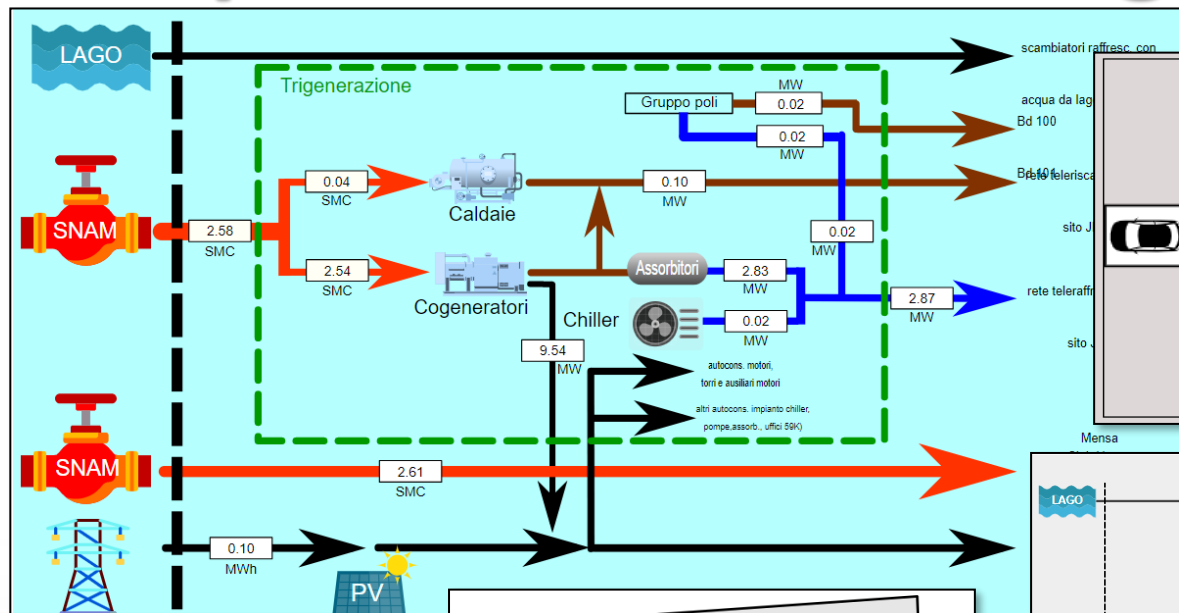 LAGO
scambiatori raffresc. con
Trigenerazione
MW
Gruppo poli
0.02
acqua da lago
Bd 100
0.02
MW
0.04
SMC
Caldaie
0.10
MW
Bd 101
SNAM
2.58
SMC
0.02
MW
sito
2.54
SMC
Cogeneratori
Assorbitori
2.83
MW
2.87
MW
rete teleraffr
Chiller
0.02
MW
sito
9.54
MW
autocons. motori,
torri e ausiliari motori
altri autocons. impianto chiller,
pompe,assorb., uffici 59K)
Mensa
SNAM
2.61
SMC
LAGO
0.10
MWh
PV